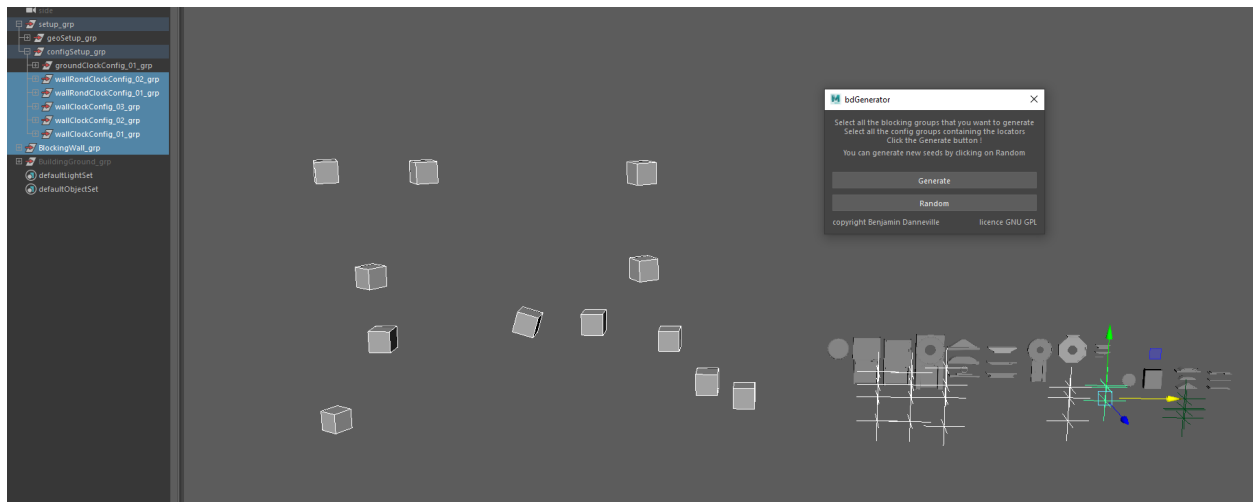 side
setup_grp
geoSetup_grp
configSetup_grp
groundClockConfig_01_grp
wallRondClockConfig_02_grp
wallRondClockConfig_01_grp
wallClockConfig_03_grp
wallClockConfig_02_grp
wallClockConfig_01_grp
BlockingWall_grp
BuildingGround_grp
defaultLightSet
defaultObjectSet
bdGenerator
Select all the blocking groups that you want to generate
Select all the config groups containing the locators
Click the Generate button !
You can generate new seeds by clicking on Random
Generate
Random
copyright Benjamin Danneville licence GNU GPL